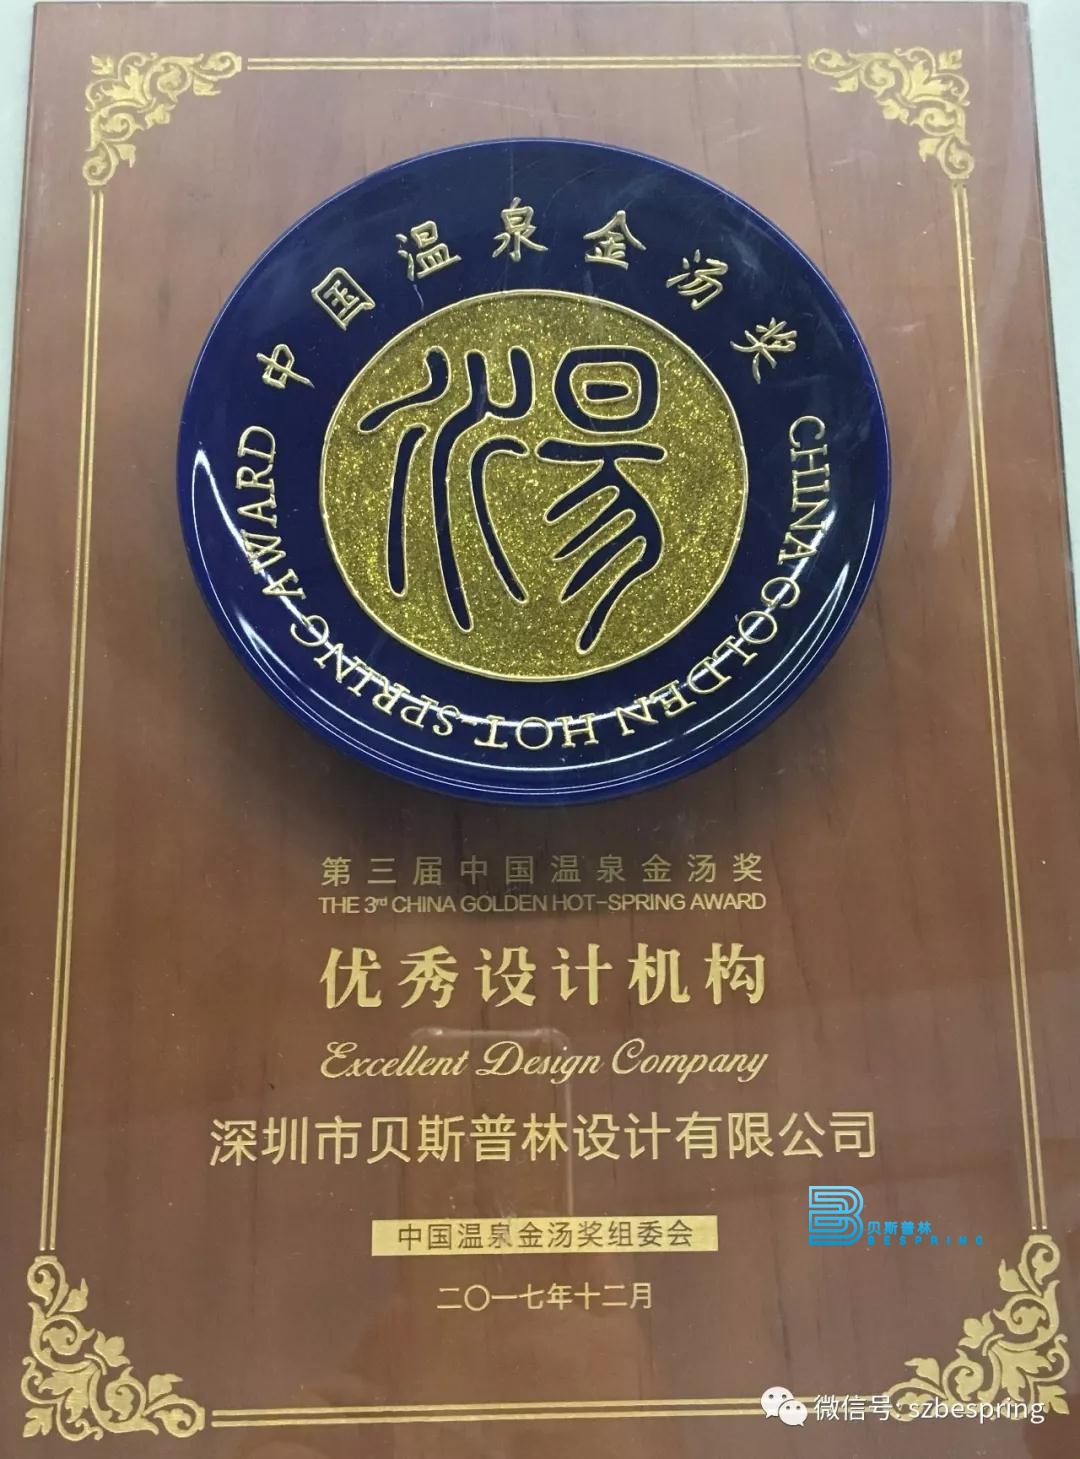 中国温泉金汤奖
CHINA GOLDEN HOT-SPRING AWARD
湯
第三届中国温泉金汤奖
THE 3rd CHINA GOLDEN HOT-SPRING AWARD
优秀设计机构
Excellent Design Company
深圳市贝斯普林设计有限公司
贝斯普林
BESPRING
中国温泉金汤奖组委会
二〇一七年十二月
微信号: szbespring